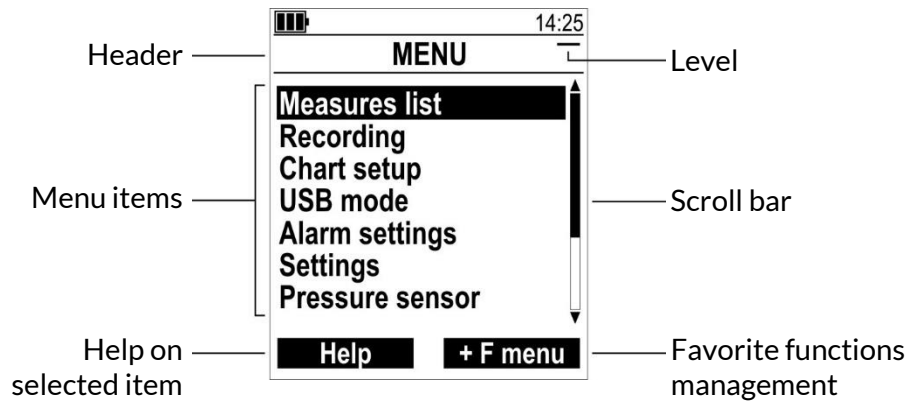 14:25
Header
MENU
Level
Measures list
Recording
Chart setup
Menu items
USB mode
Scroll bar
Alarm settings
Settings
Pressure sensor
Help on
selected item
Help
+ F menu
Favorite functions
management